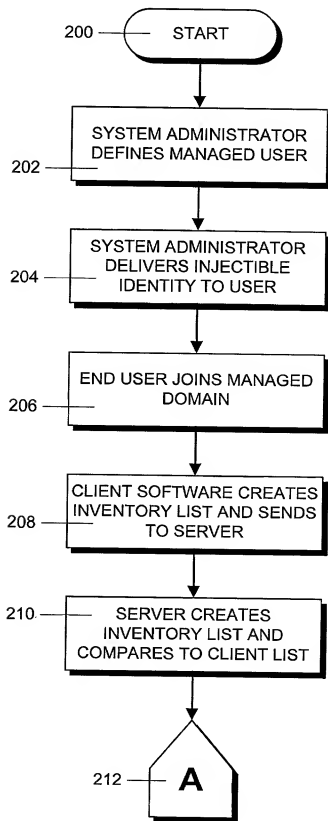 200
START
SYSTEM ADMINISTRATOR
DEFINES MANAGED USER
202
SYSTEM ADMINISTRATOR
DELIVERS INJECTIBLE
IDENTITY TO USER
204
END USER JOINS MANAGED
DOMAIN
206
CLIENT SOFTWARE CREATES
INVENTORY LIST AND SENDS
TO SERVER
208
210
SERVER CREATES
INVENTORY LIST AND
COMPARES TO CLIENT LIST
A
212